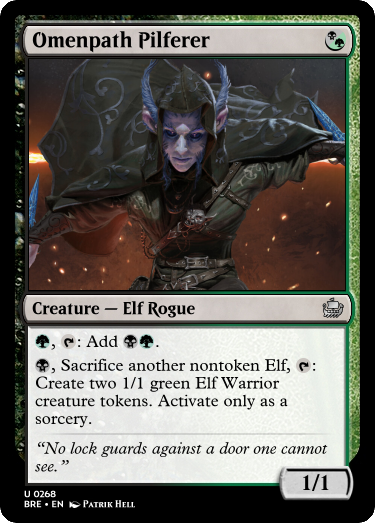 Omenpath Pilferer
Creature — Elf Rogue
, : Add .
, Sacrifice another nontoken Elf, :
Create two 1/1 green Elf Warrior
creature tokens. Activate only as a
sorcery.
“No lock guards against a door one cannot
see.”
1/1
U 0268
BRE • EN Patrik Hell